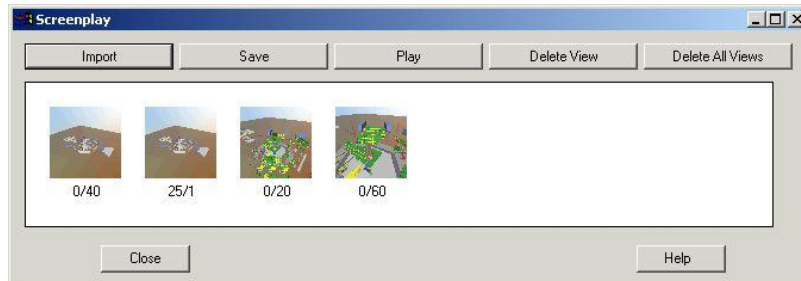 Screenplay
Import Save Play Delete View Delete All Views
0/40 25/1 0/20 0/60
Close Help